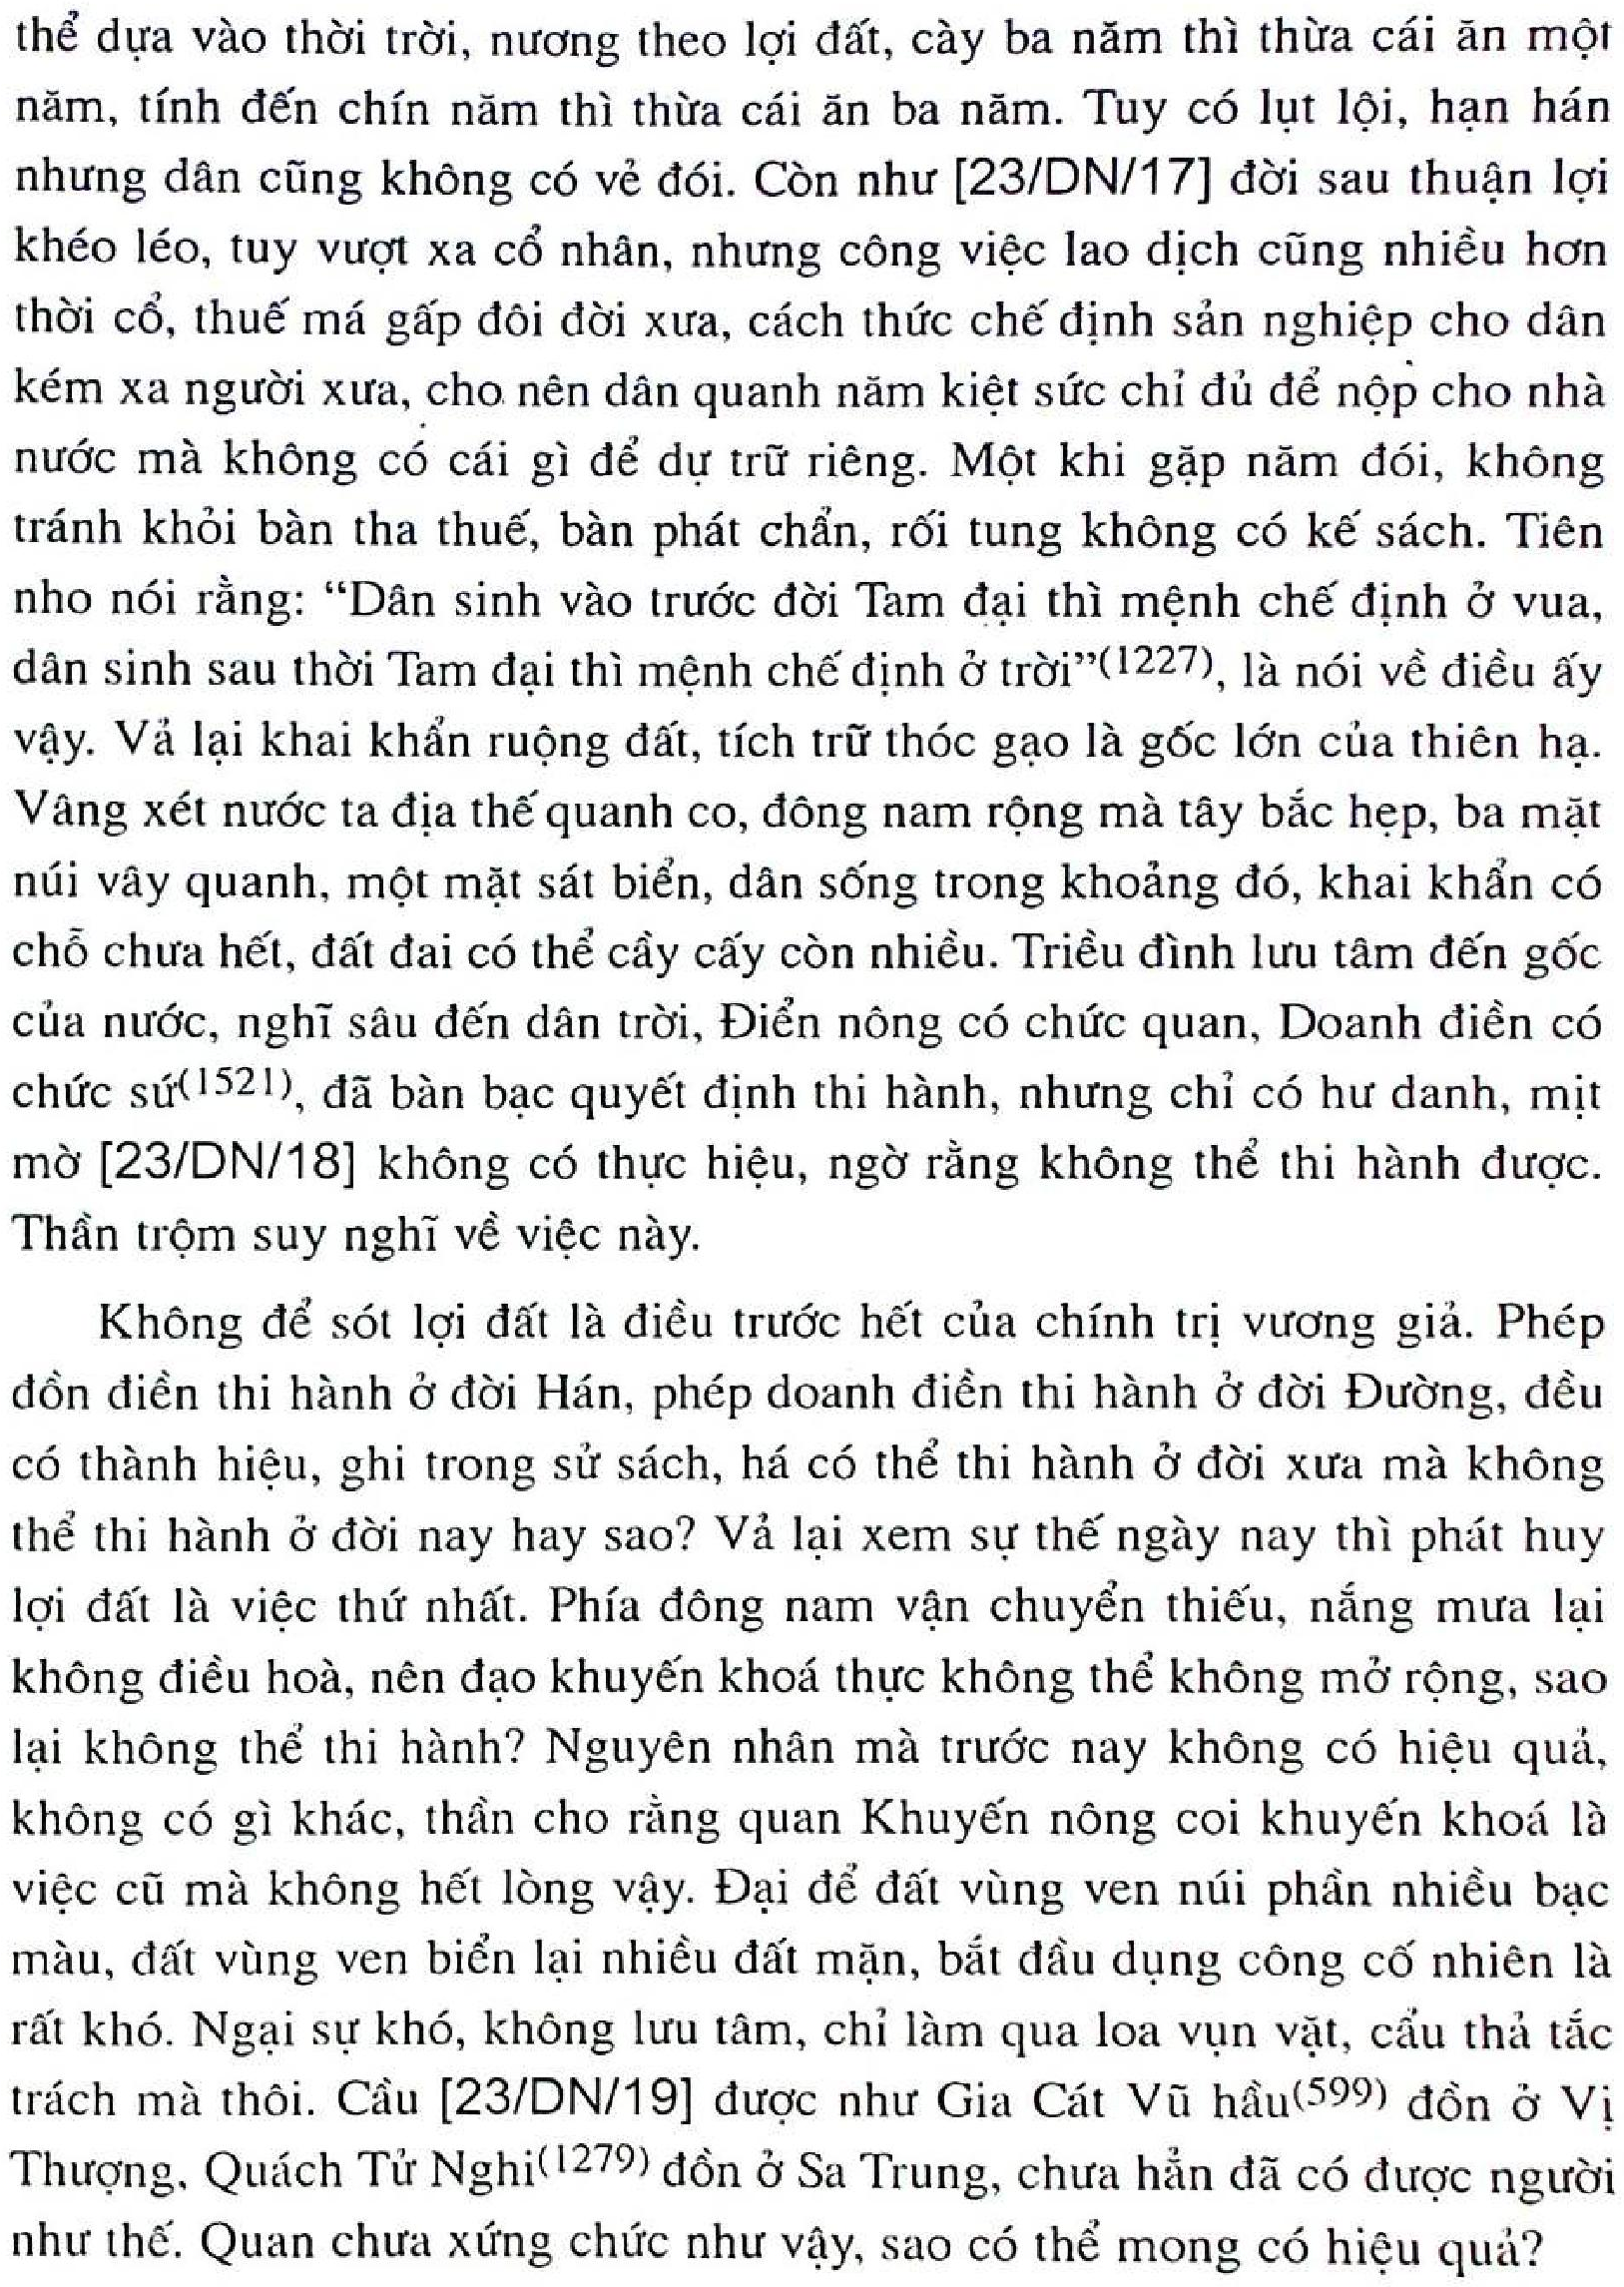 thể dựa vào thời trời, nương theo lợi đất, cày ba năm thì thừa cái ăn một
năm, tính đến chín năm thì thừa cái ăn ba năm. Tuy có lụt lội, hạn hán
nhưng dân cũng không có vẻ đói. Còn như [23/DN/17] đời sau thuận lợi
khéo léo, tuy vượt xa cổ nhân, nhưng công việc lao dịch cũng nhiều hơn
thời cổ, thuế má gấp đôi đời xưa, cách thức chế định sản nghiệp cho dân
kém xa người xưa, cho nên dân quanh năm kiệt sức chỉ đủ để nộp cho nhà
nước mà không có cái gì để dự trữ riêng. Một khi gặp năm đói, không
tránh khỏi bàn tha thuế, bàn phát chẩn, rối tung không có kế sách. Tiên
nho nói rằng: “Dân sinh vào trước đời Tam đại thì mệnh chế định ở vua,
dân sinh sau thời Tam đại thì mệnh chế định ở trời”(1227), là nói về điều ấy
vậy. Vả lại khai khẩn ruộng đất, tích trữ thóc gạo là gốc lớn của thiên hạ.
Vâng xét nước ta địa thế quanh co, đông nam rộng mà tây bắc hẹp, ba mặt
núi vây quanh, một mặt sát biển, dân sống trong khoảng đó, khai khẩn có
chỗ chưa hết, đất đai có thể cầy cấy còn nhiều. Triều đình lưu tâm đến gốc
của nước, nghĩ sâu đến dân trời, Điển nông có chức quan, Doanh điền có
chức sứ(1521), đã bàn bạc quyết định thi hành, nhưng chỉ có hư danh, mịt
mờ [23/DN/18] không có thực hiệu, ngờ rằng không thể thi hành được.
Thần trộm suy nghĩ về việc này.
Không để sót lợi đất là điều trước hết của chính trị vương giả. Phép
đồn điền thi hành ở đời Hán, phép doanh điền thi hành ở đời Đường, đều
có thành hiệu, ghi trong sử sách, há có thể thi hành ở đời xưa mà không
thể thi hành ở đời nay hay sao? Vả lại xem sự thế ngày nay thì phát huy
lợi đất là việc thứ nhất. Phía đông nam vận chuyển thiếu, nắng mưa lại
không điều hoà, nên đạo khuyến khoá thực không thể không mở rộng, sao
lại không thể thi hành? Nguyên nhân mà trước nay không có hiệu quả,
không có gì khác, thần cho rằng quan Khuyến nông coi khuyến khoá là
việc cũ mà không hết lòng vậy. Đại để đất vùng ven núi phần nhiều bạc
màu, đất vùng ven biển lại nhiều đất mặn, bắt đầu dụng công cố nhiên là
rất khó. Ngại sự khó, không lưu tâm, chỉ làm qua loa vụn vặt, cẩu thả tắc
trách mà thôi. Cầu [23/DN/19] được như Gia Cát Vũ hầu(599) đồn ở Vị
Thượng, Quách Tử Nghi(1279) đồn ở Sa Trung, chưa hẳn đã có được người
như thế. Quan chưa xứng chức như vậy, sao có thể mong có hiệu quả?